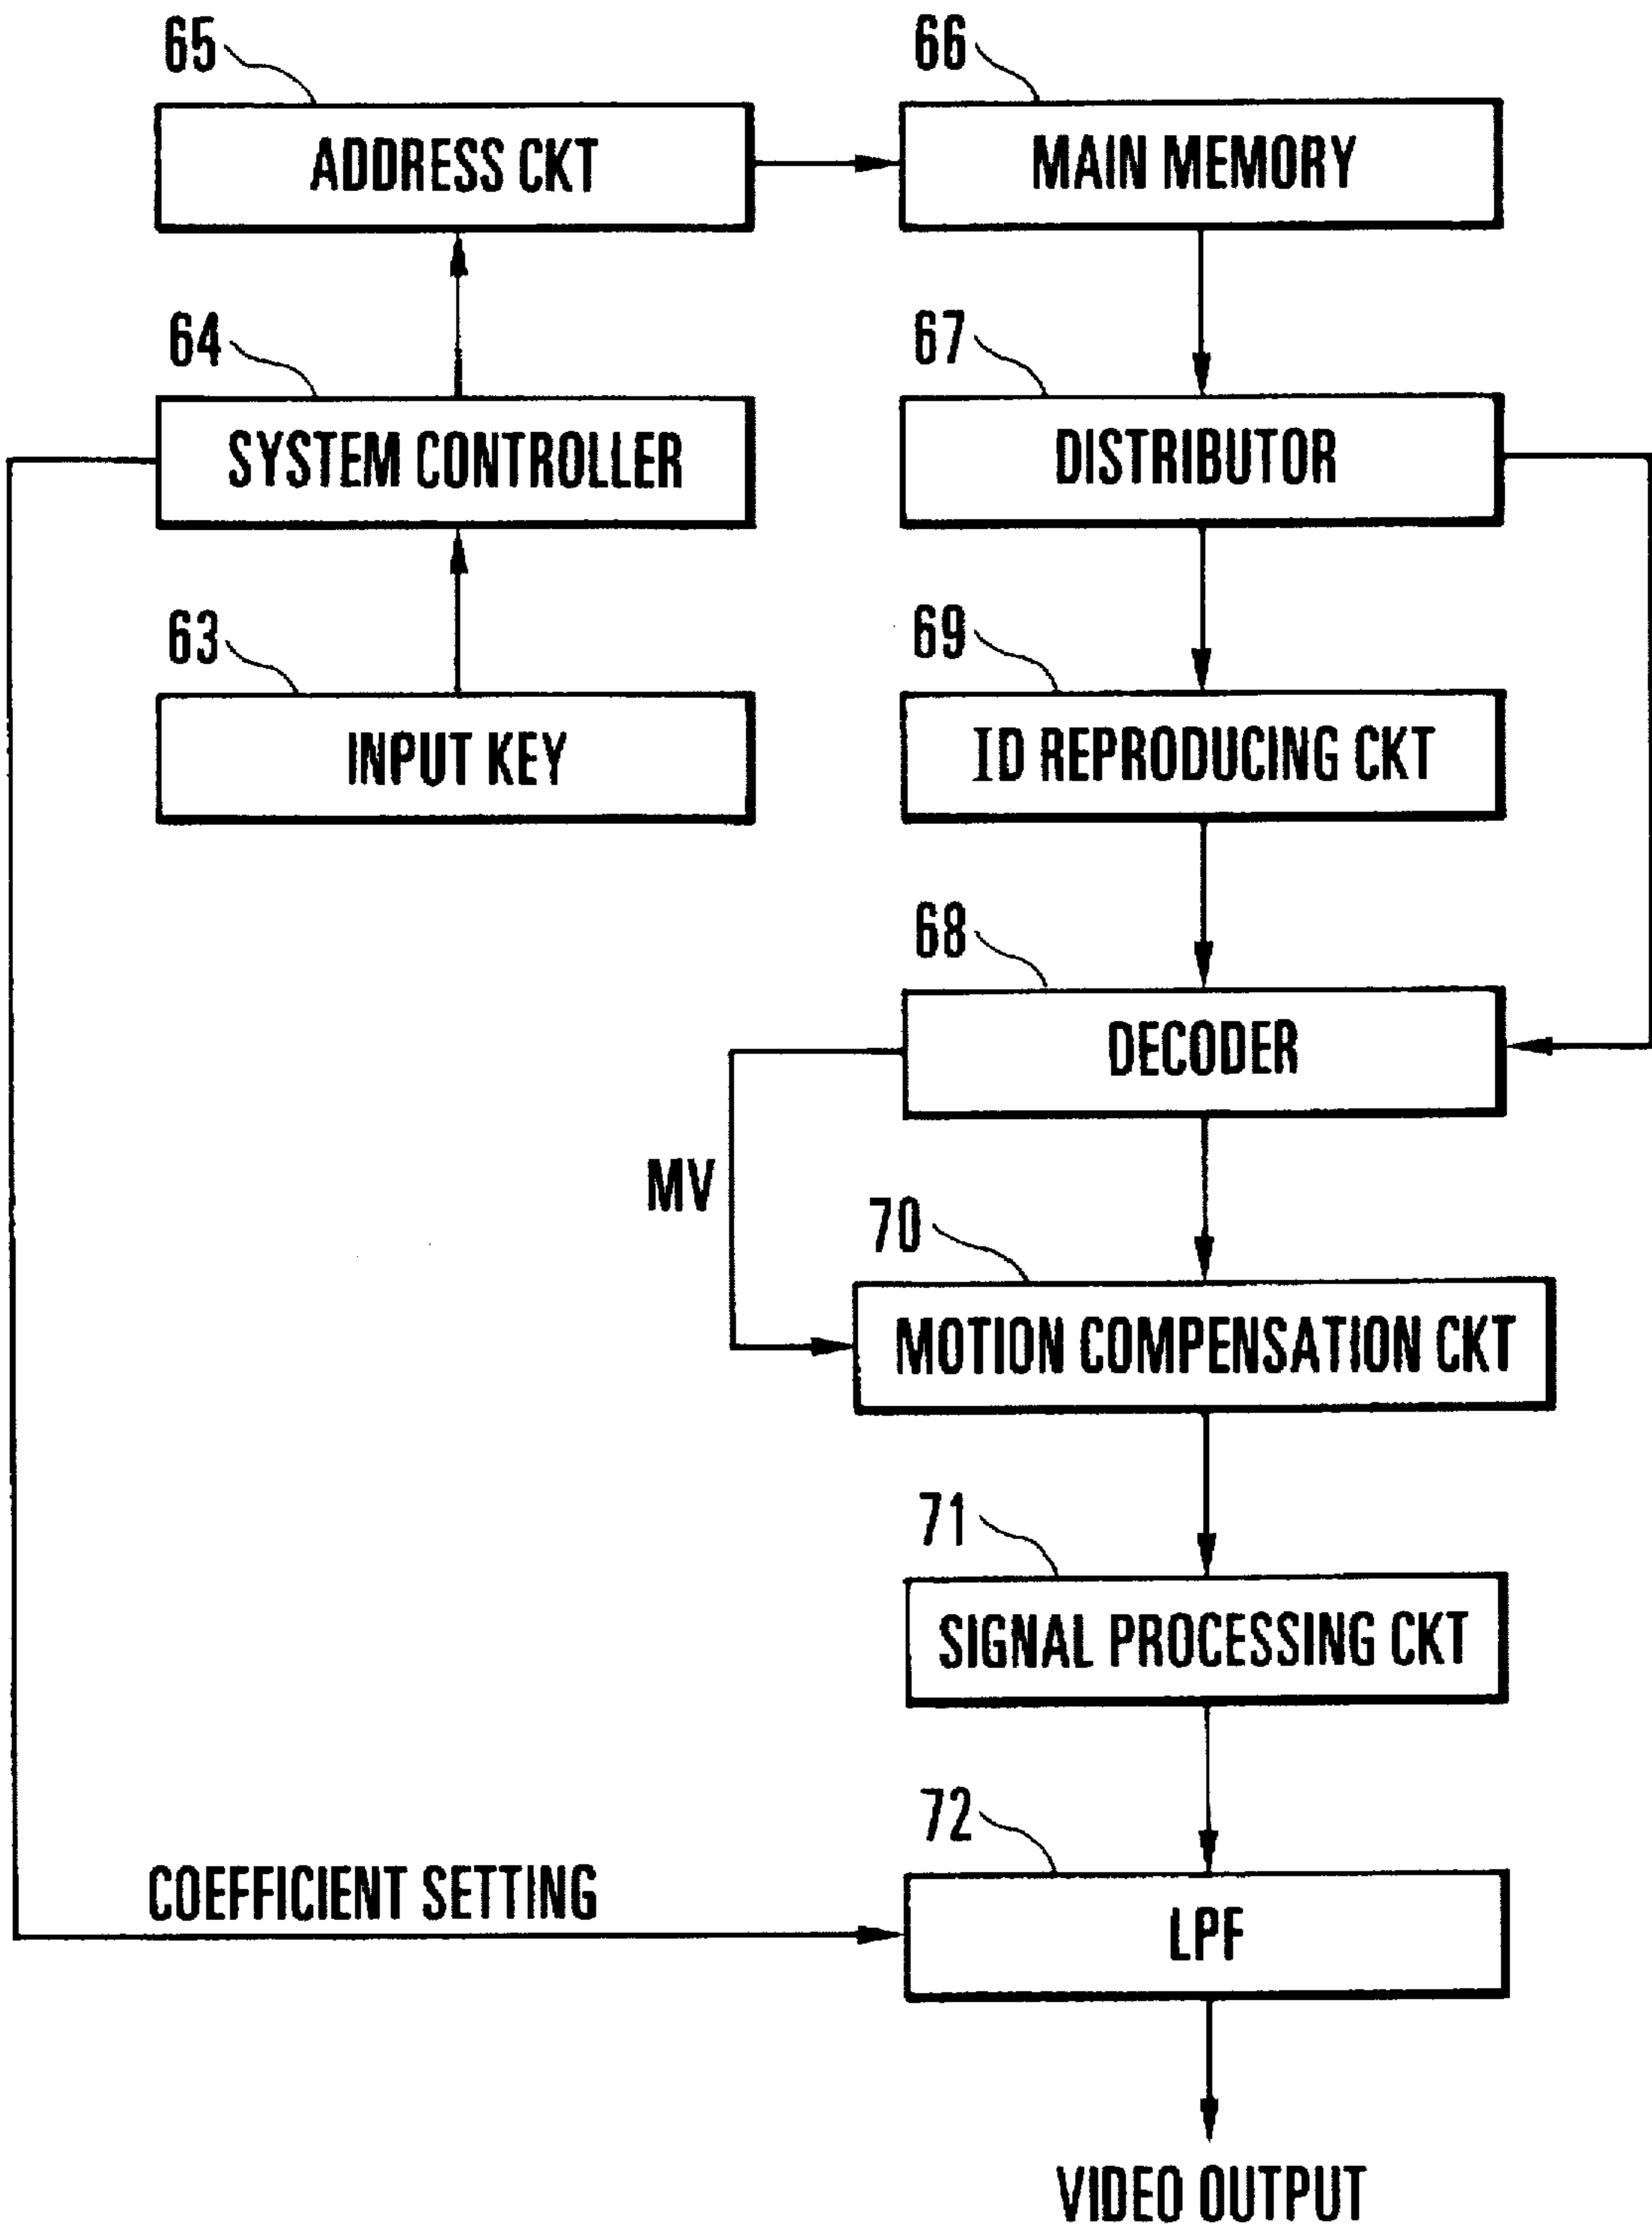 65
ADDRESS CKT
66
MAIN MEMORY
64
SYSTEM CONTROLLER
67
DISTRIBUTOR
63
INPUT KEY
69
ID REPRODUCING CKT
68
DECODER
MV
70
MOTION COMPENSATION CKT
71
SIGNAL PROCESSING CKT
72
COEFFICIENT SETTING
LPF
VIDEO OUTPUT